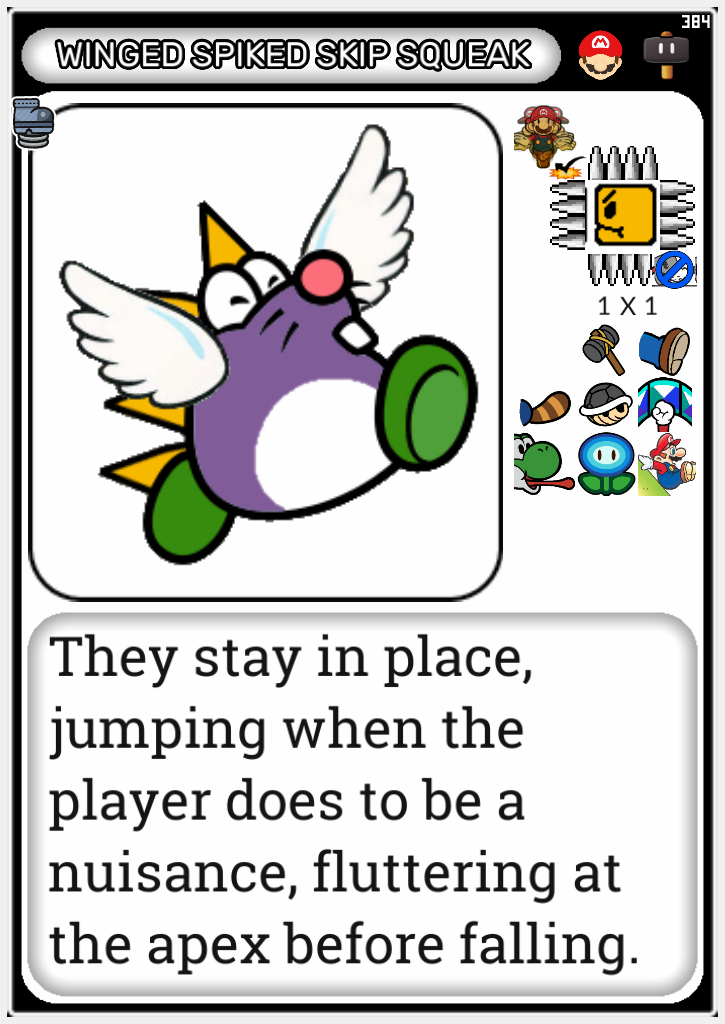 384
WINGED SPIKED SKIP SQUEAK
M
1 X 1
They stay in place,
jumping when the
player does to be a
nuisance, fluttering at
the apex before falling.